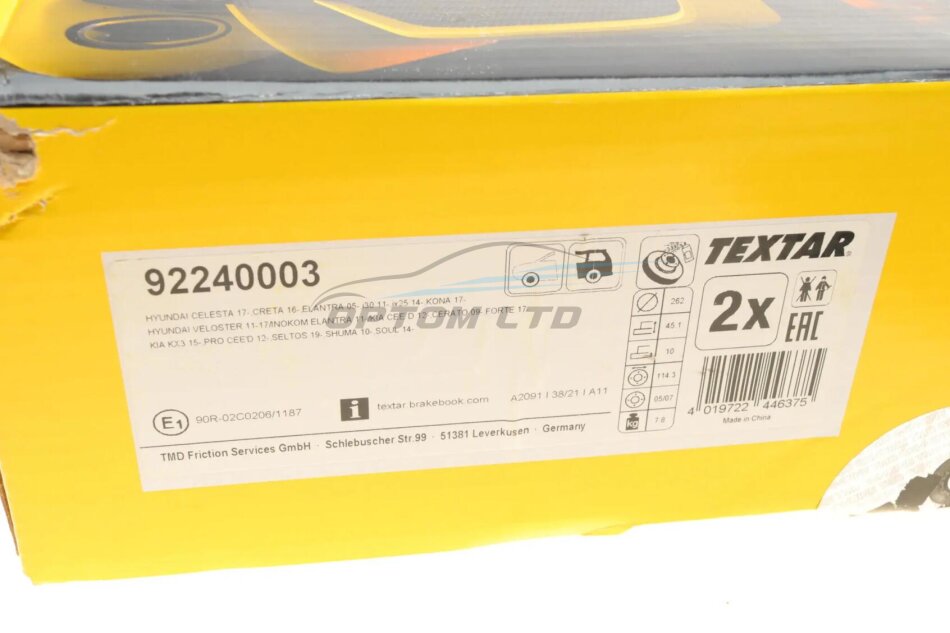 92240003
TEXTAR
HYUNDAI CELESTA 17- CRETA 16- ELANTRA 05- i30 11- ix25 14- KONA 17-
HYUNDAI VELOSTER 11-17/INOKOM ELANTRA 11-/KIA CEE'D 12- CERATO 09- FORTE 17-
KIA KX3 15- PRO CEE'D 12- SELTOS 19- SHUMA 10- SOUL 14-
OPTOM LTD
262
45.1
10
114.3
05/07
Kg 7.6
2x
EAC
E1 90R-02C0206/1187
i textar.brakebook.com
A2091 I 38/21 I A11
4 019722 446375
Made in China
TMD Friction Services GmbH · Schlebuscher Str.99 · 51381 Leverkusen · Germany